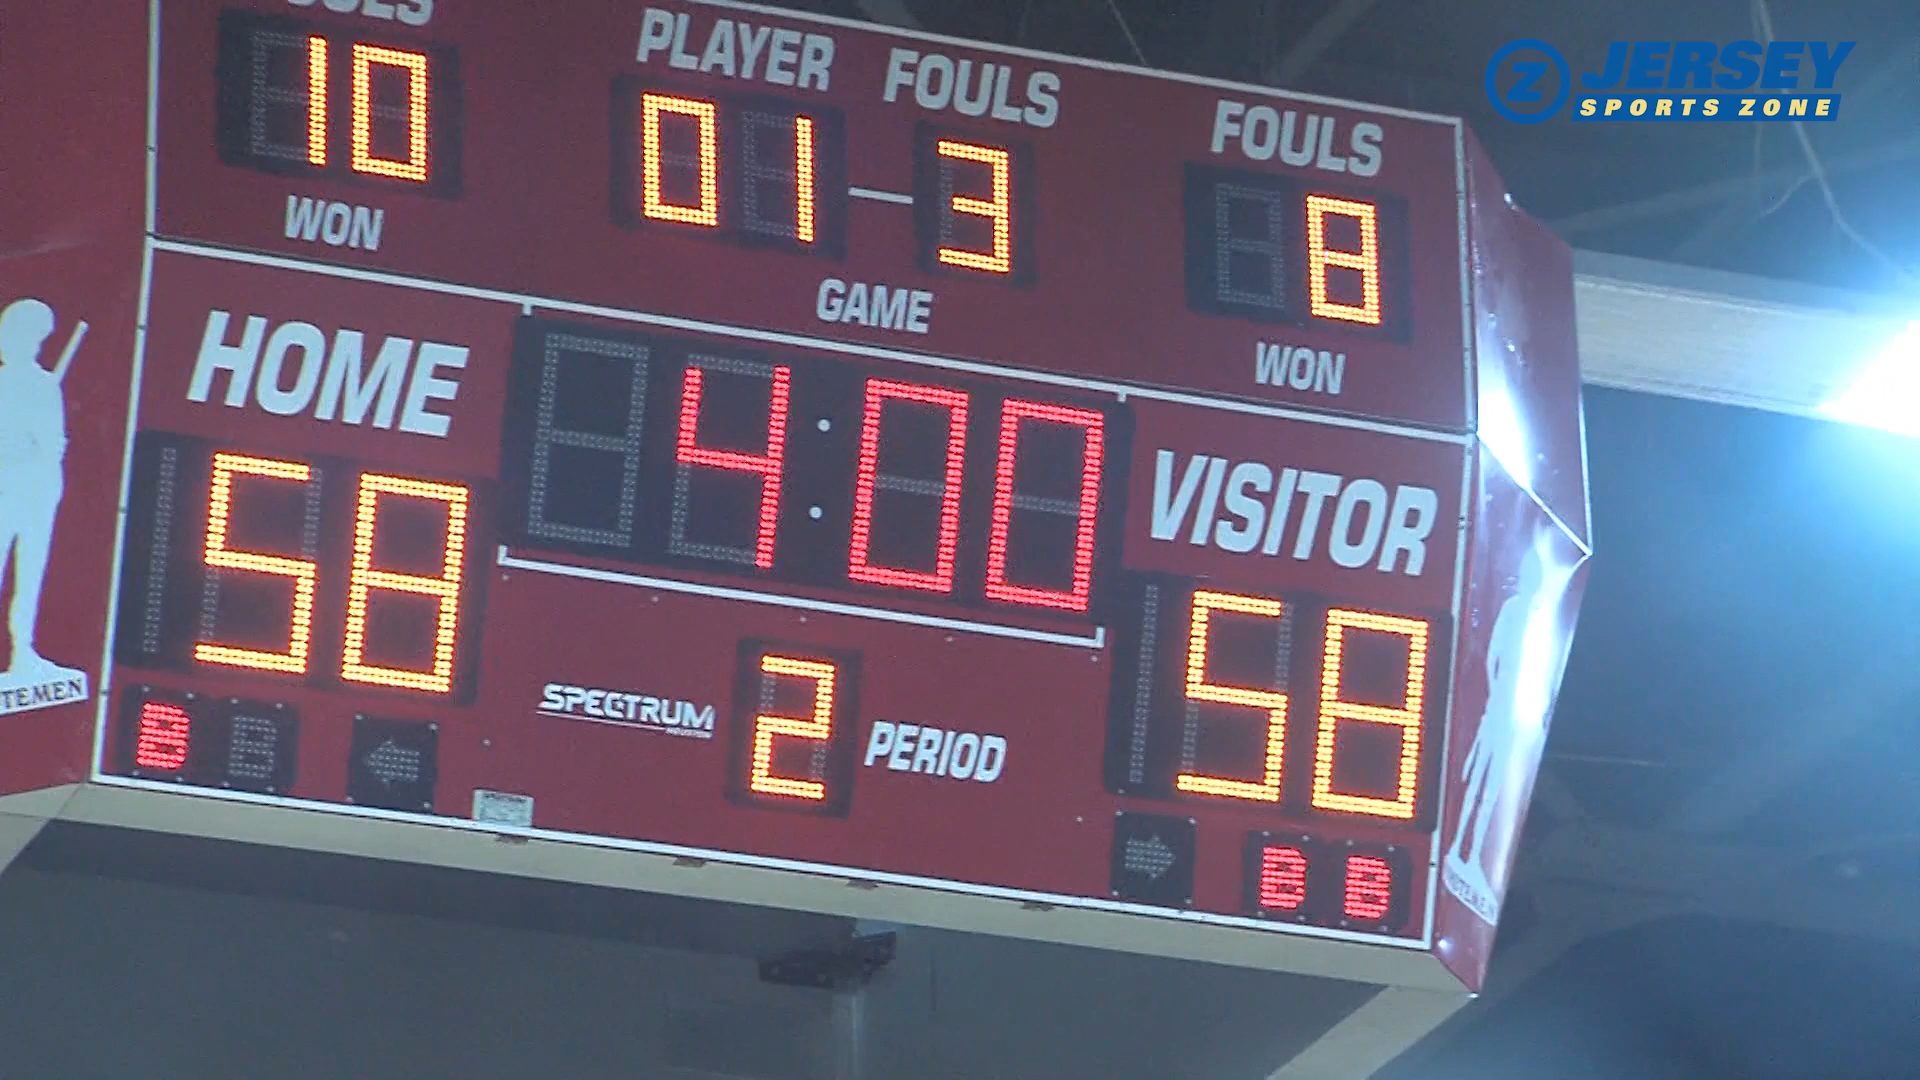 Z JERSEY
SPORTS ZONE
PLAYER FOULS
FOULS
10 01-3 8
WON GAME WON
HOME 4:00 VISITOR
58 58
SPECTRUM 2 PERIOD
B B
B B
TEMEN